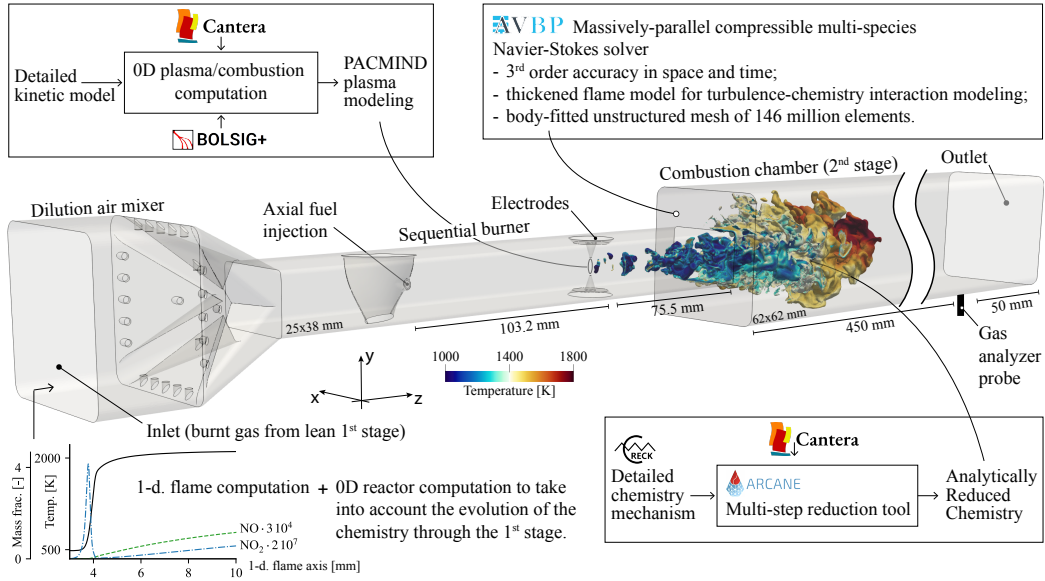 Cantera
Detailed
kinetic model
0D plasma/combustion
computation
PACMIND
plasma
modeling
BOLSIG+
AVBP Massively-parallel compressible multi-species
Navier-Stokes solver
- 3rd order accuracy in space and time;
- thickened flame model for turbulence-chemistry interaction modeling;
- body-fitted unstructured mesh of 146 million elements.
Dilution air mixer
Axial fuel
injection
Sequential burner
Electrodes
Combustion chamber (2nd stage)
Outlet
25x38 mm
103.2 mm
75.5 mm
62x62 mm
450 mm
50 mm
Gas
analyzer
probe
1000
1400
1800
Temperature [K]
y
x
z
Inlet (burnt gas from lean 1st stage)
1-d. flame computation + 0D reactor computation to take
into account the evolution of the
chemistry through the 1st stage.
Mass frac. [-]
4
0
Temp. [K]
2000
500
NO · 3 10⁴
NO₂ · 2 10⁷
4
6
8
10
1-d. flame axis [mm]
CRECK
Detailed
chemistry
mechanism
Cantera
ARCANE
Multi-step reduction tool
Analytically
Reduced
Chemistry